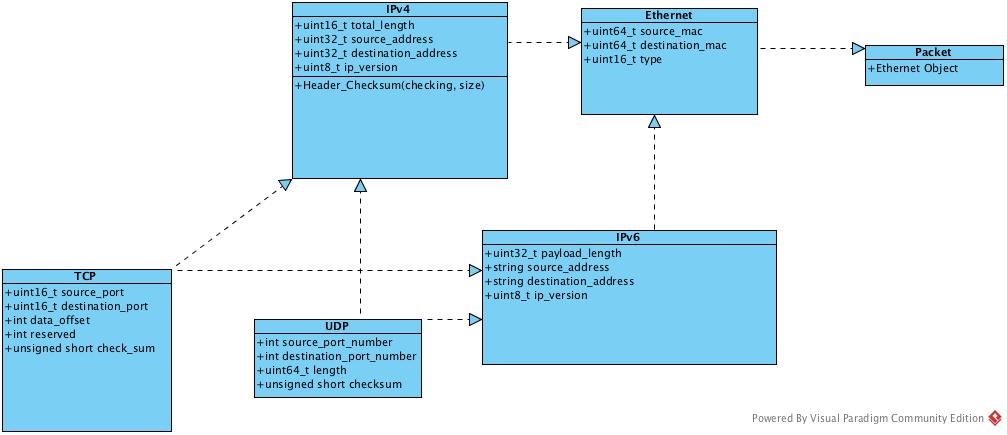 IPv4
+uint16_t total_length
+uint32_t source_address
+uint32_t destination_address
+uint8_t ip_version
+Header_Checksum(checking, size)
Ethernet
+uint64_t source_mac
+uint64_t destination_mac
+uint16_t type
Packet
+Ethernet Object
IPv6
+uint32_t payload_length
+string source_address
+string destination_address
+uint8_t ip_version
TCP
+uint16_t source_port
+uint16_t destination_port
+int data_offset
+int reserved
+unsigned short check_sum
UDP
+int source_port_number
+int destination_port_number
+uint64_t length
+unsigned short checksum
Powered By Visual Paradigm Community Edition